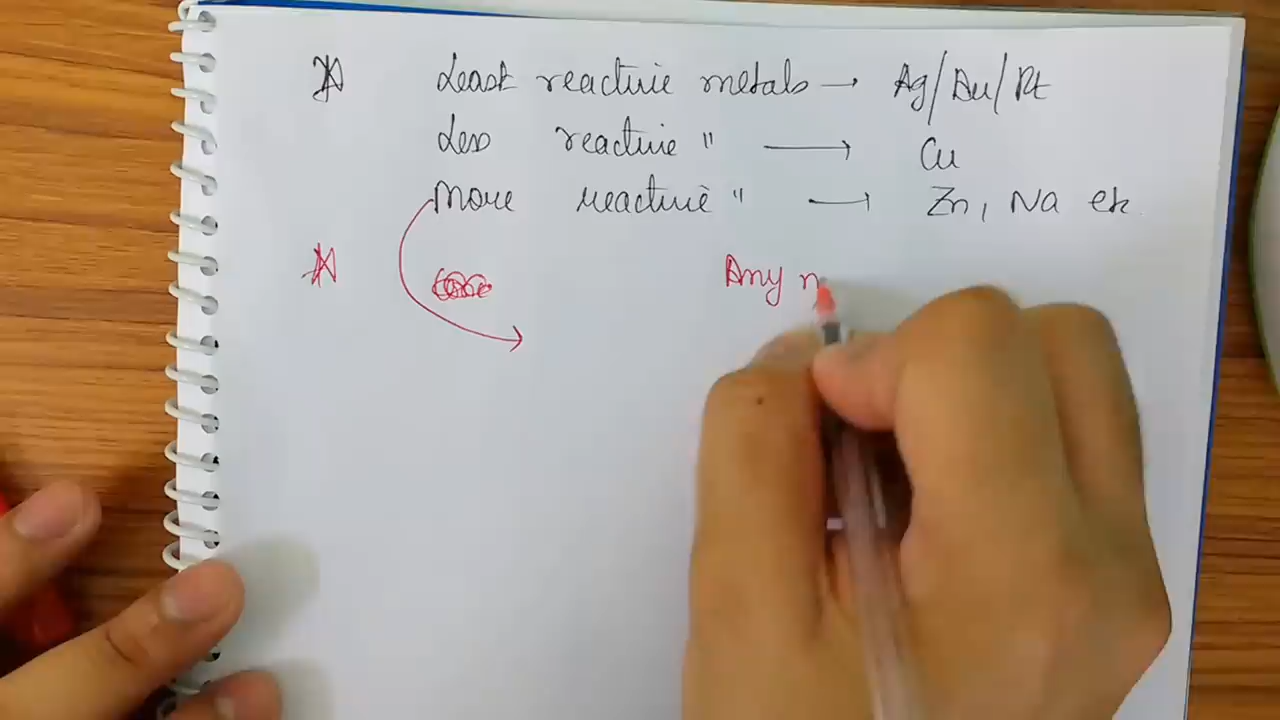 Least reactive metals → Ag/Au/Pt
Less reactive " → Cu
More reactive " → Zn, Na etc
Any